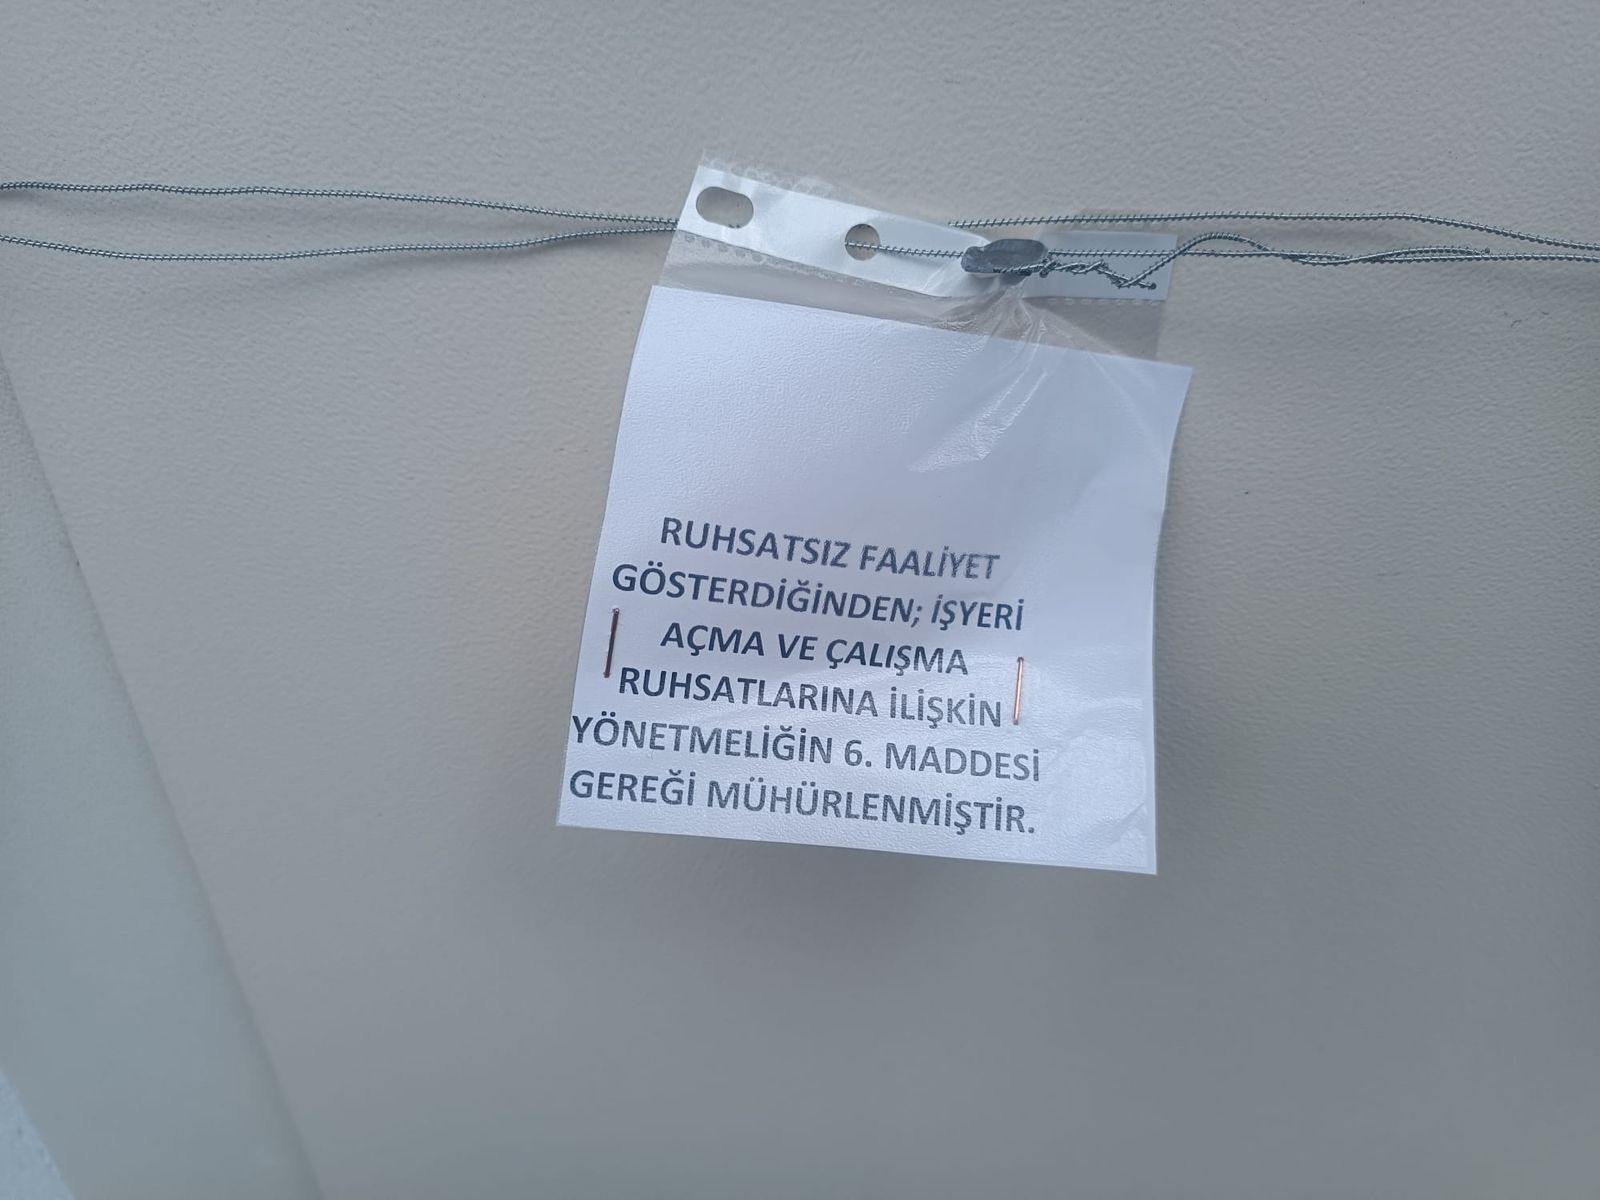 RUHSATSIZ FAALİYET
GÖSTERDİĞİNDEN; İŞYERİ
AÇMA VE ÇALIŞMA
RUHSATLARINA İLİŞKİN
YÖNETMELİĞİN 6. MADDESİ
GEREĞİ MÜHÜRLENMİŞTİR.